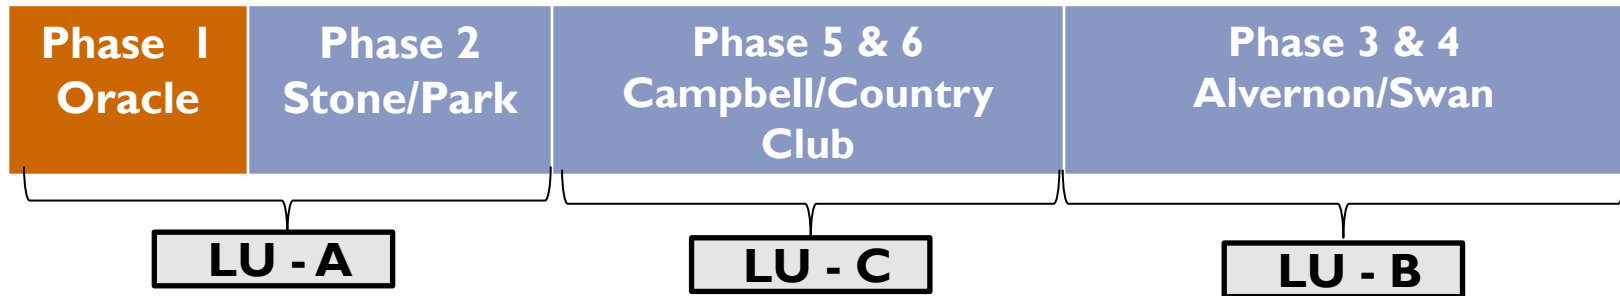 Phase 1
Oracle
Phase 2
Stone/Park
Phase 5 & 6
Campbell/Country
Club
Phase 3 & 4
Alvernon/Swan
LU - A
LU - C
LU - B